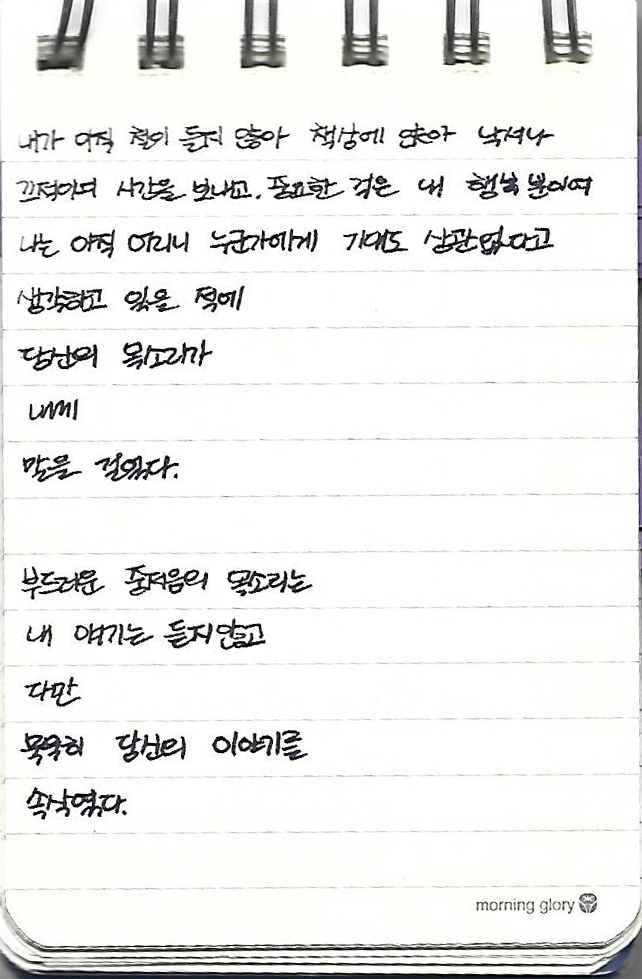 내가 아직 철이 들지 않아 책상에 앉아 낙서나
끄적이며 시간을 보내고, 필요한 것은 내 행복 뿐이며
나는 아직 어리니 누군가에게 기대도 상관없다고
생각하고 있을 적에
당신의 목소리가
내게
말을 걸었다.
부드러운 중저음의 목소리는
내 얘기는 듣지않고
다만
묵묵히 당신의 이야기를
속삭였다.
morning glory